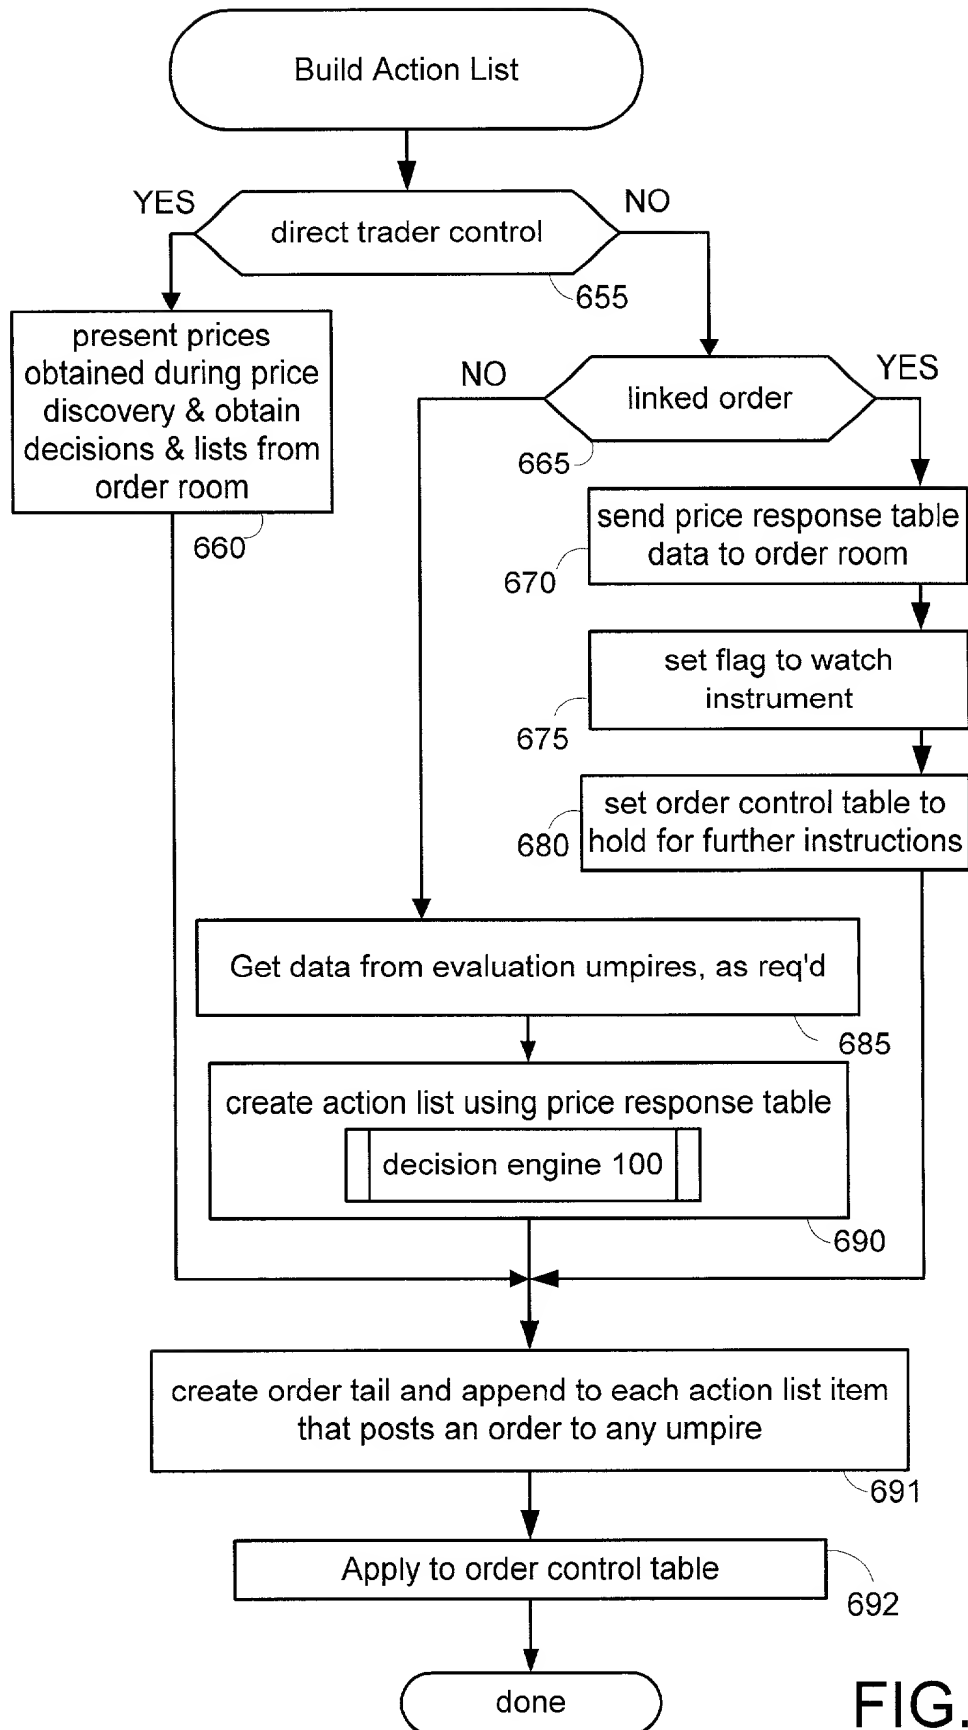 Build Action List
YES
NO
direct trader control
655
present prices
obtained during price
discovery & obtain
decisions & lists from
order room
660
NO
YES
linked order
665
send price response table
data to order room
670
set flag to watch
instrument
675
set order control table to
hold for further instructions
680
Get data from evaluation umpires, as req'd
685
create action list using price response table
decision engine 100
690
create order tail and append to each action list item
that posts an order to any umpire
691
Apply to order control table
692
done
FIG.